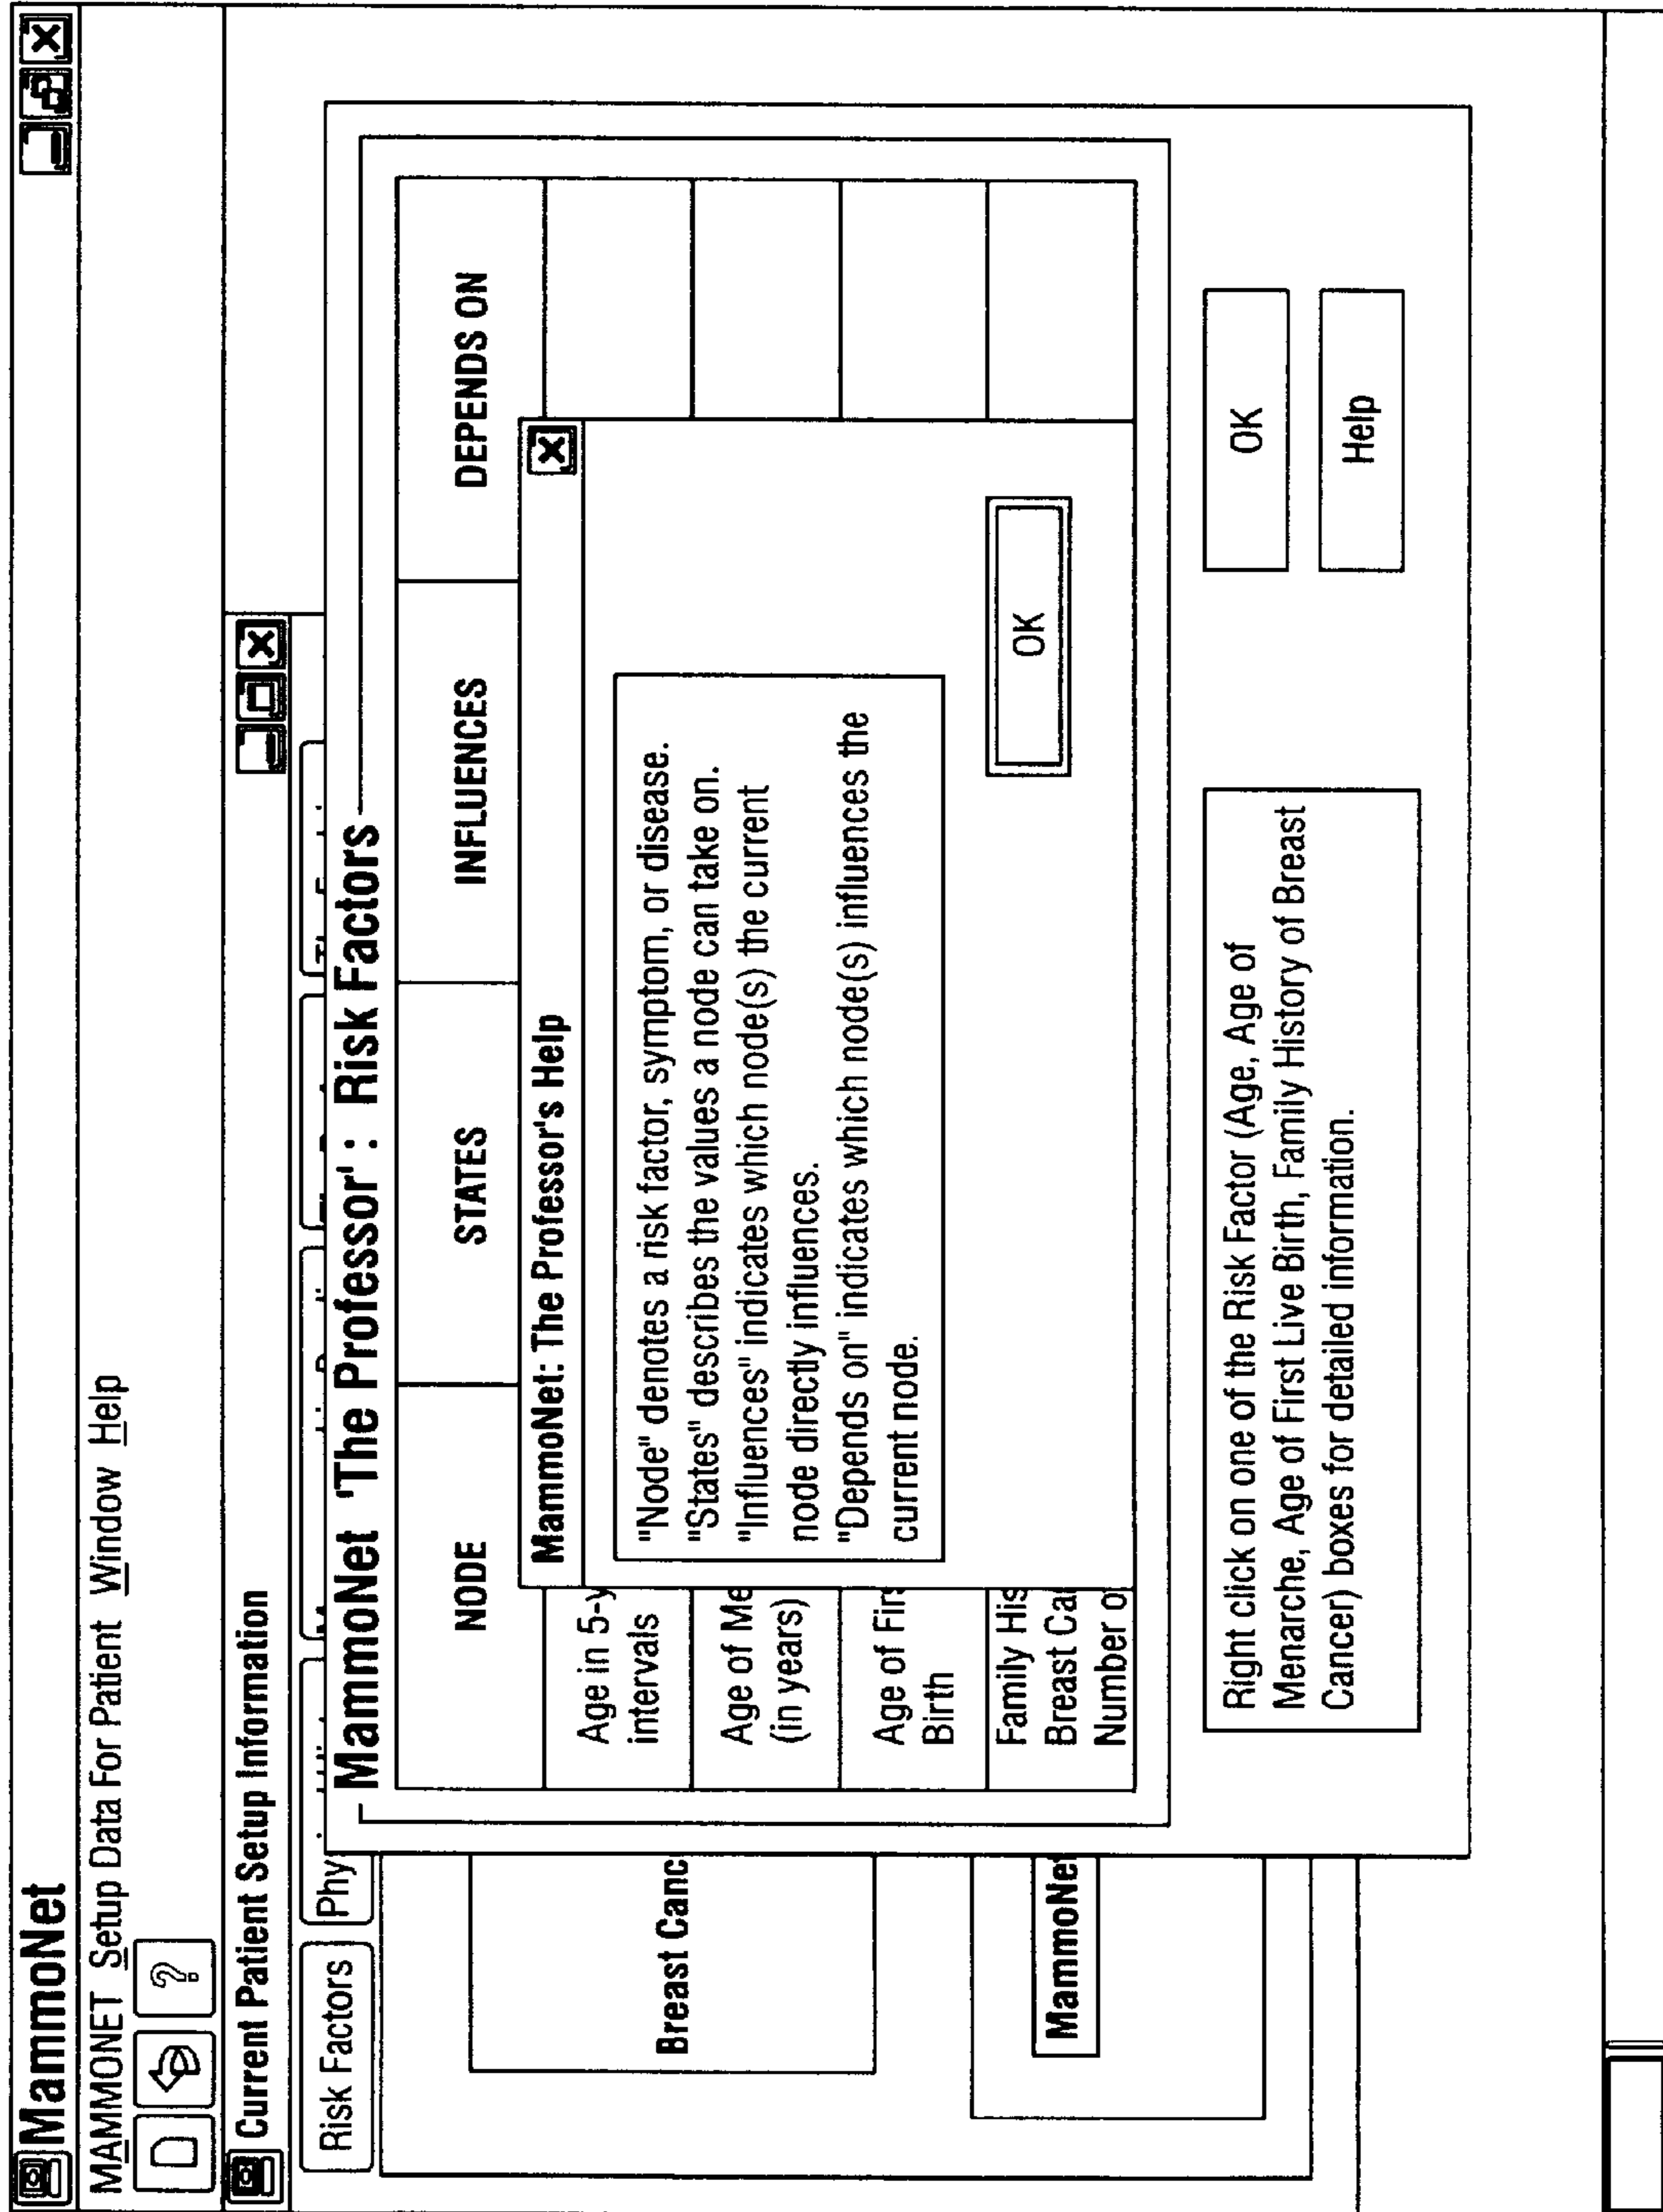 MammoNet
MAMMONET Setup Data For Patient Window Help
?
Current Patient Setup Information
Risk Factors
Phy
MammoNet 'The Professor' : Risk Factors
NODE
STATES
INFLUENCES
DEPENDS ON
Age in 5-y
intervals
Age of Me
(in years)
Age of Firs
Birth
Family His
Breast Ca
Number o
MammoNet: The Professor's Help
"Node" denotes a risk factor, symptom, or disease.
"States" describes the values a node can take on.
"Influences" indicates which node(s) the current
node directly influences.
"Depends on" indicates which node(s) influences the
current node.
OK
Breast Canc
MammoNet
Right click on one of the Risk Factor (Age, Age of
Menarche, Age of First Live Birth, Family History of Breast
Cancer) boxes for detailed information.
OK
Help